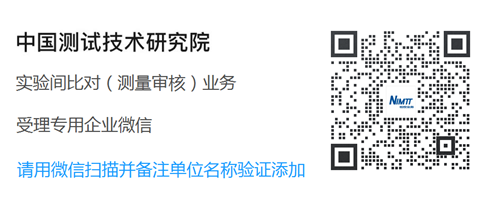 中国测试技术研究院
实验间比对（测量审核）业务
受理专用企业微信
请用微信扫描并备注单位名称验证添加
NIMTT